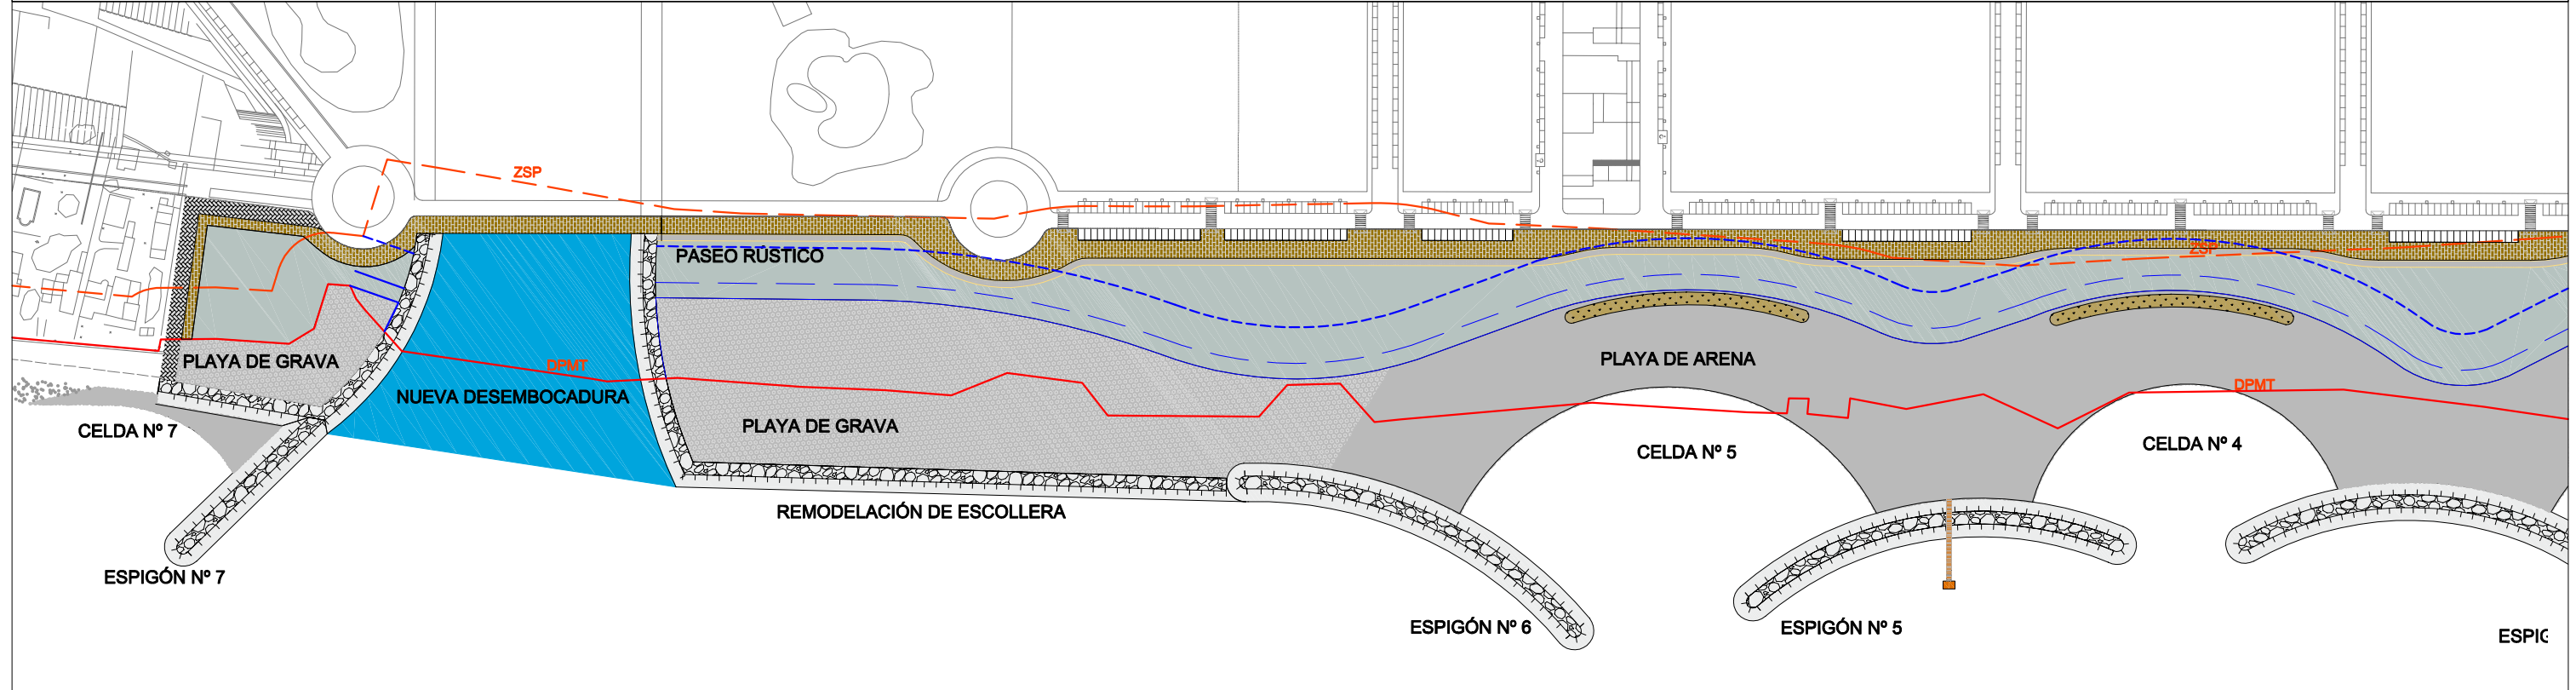 ZSP
PASEO RÚSTICO
ZSP
PLAYA DE GRAVA
DPMT
PLAYA DE ARENA
DPMT
NUEVA DESEMBOCADURA
PLAYA DE GRAVA
CELDA Nº 7
CELDA Nº 5
CELDA Nº 4
REMODELACIÓN DE ESCOLLERA
ESPIGÓN Nº 7
ESPIGÓN Nº 6
ESPIGÓN Nº 5